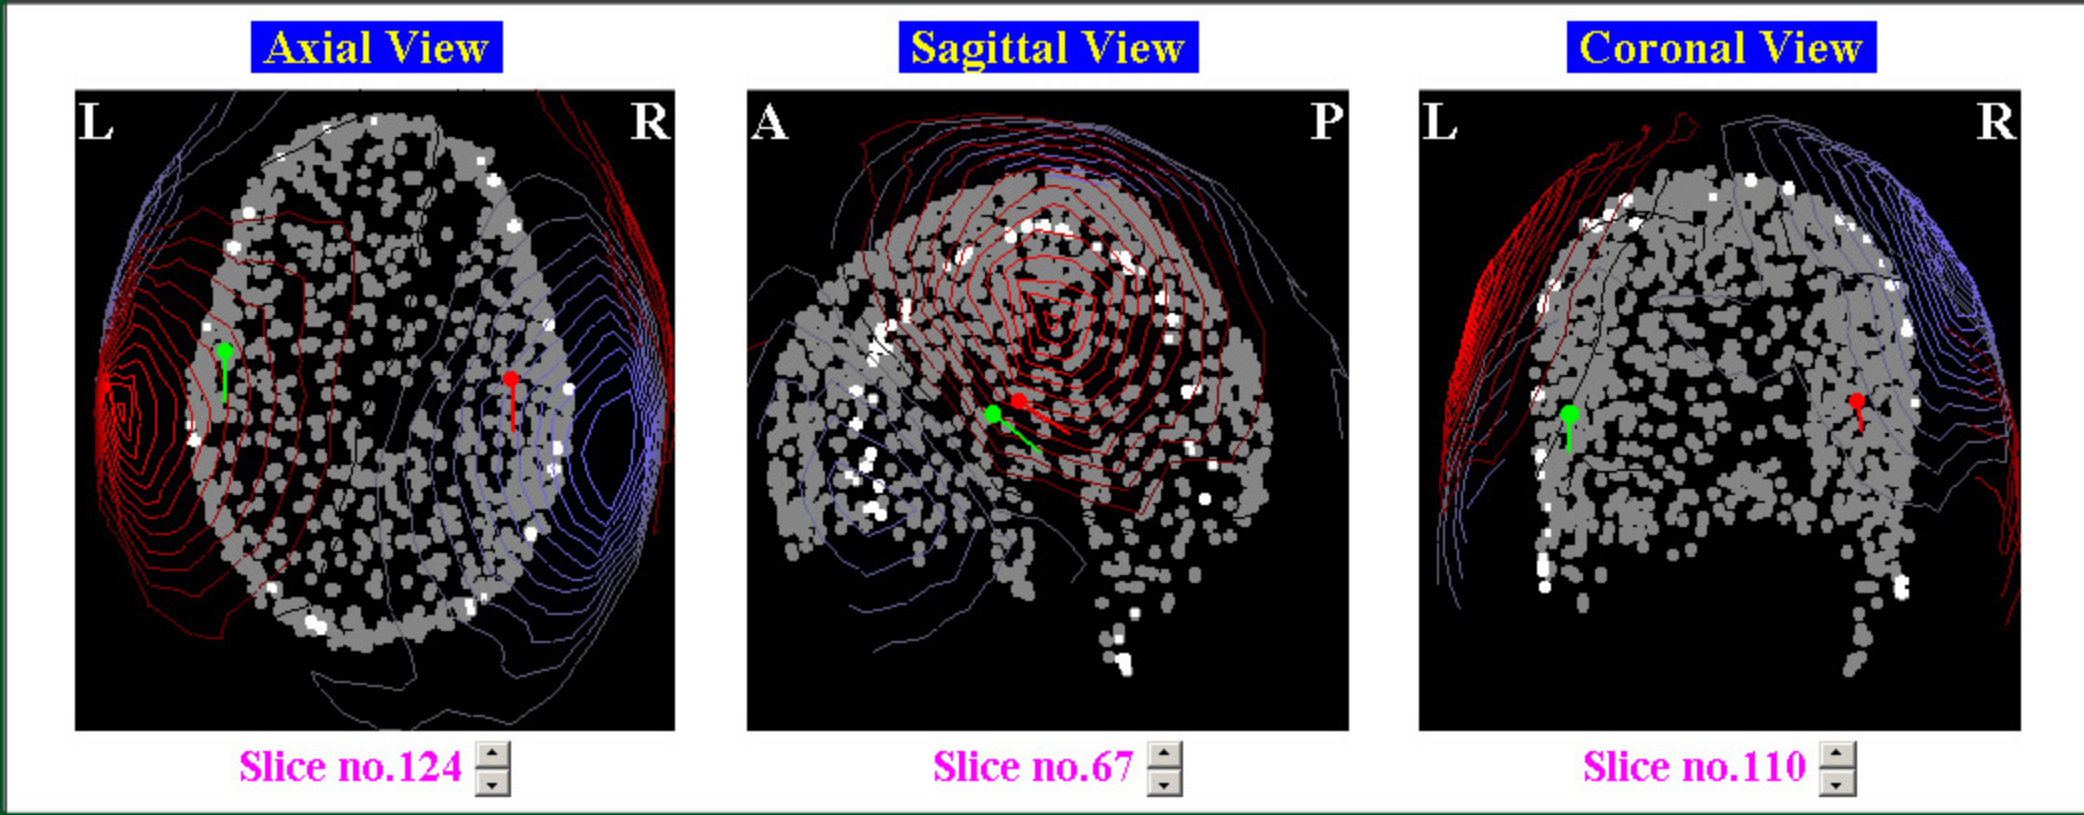 Axial View
Sagittal View
Coronal View
L R
A P
L R
Slice no.124
Slice no.67
Slice no.110